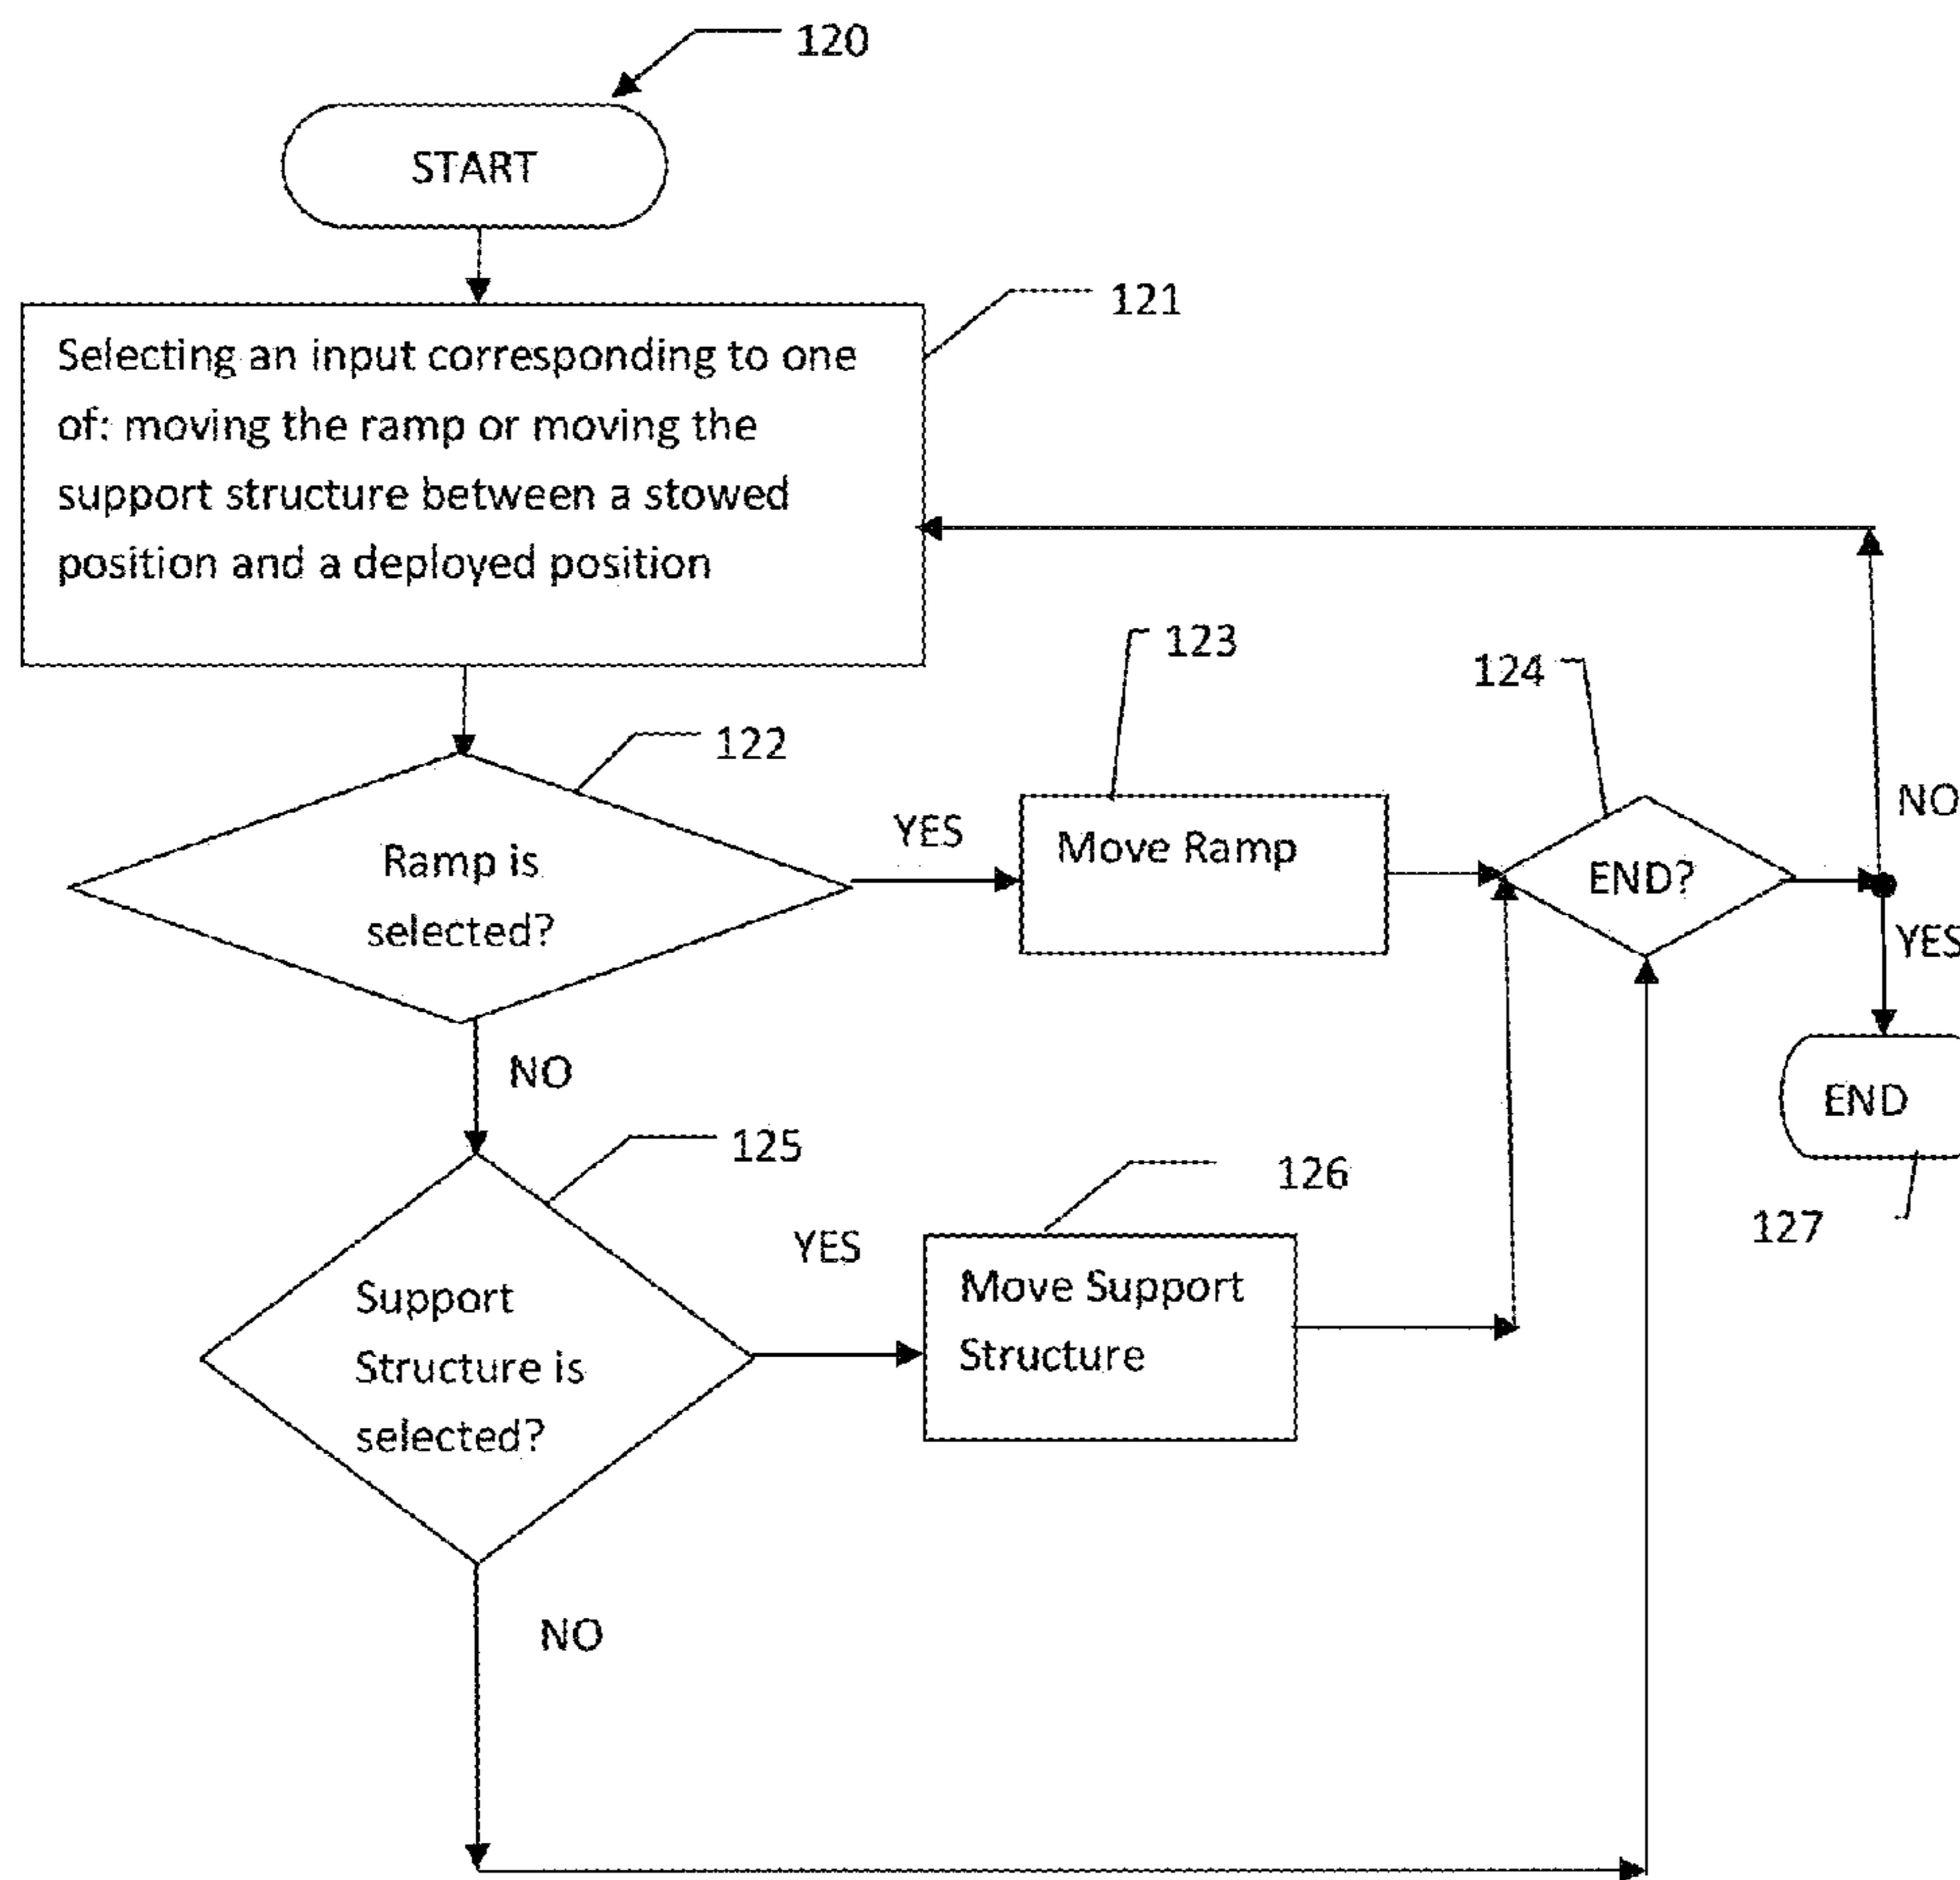 120
START
121
Selecting an input corresponding to one
of: moving the ramp or moving the
support structure between a stowed
position and a deployed position
122
Ramp is
selected?
YES
123
Move Ramp
124
END?
NO
YES
END
127
NO
125
Support
Structure is
selected?
YES
126
Move Support
Structure
NO